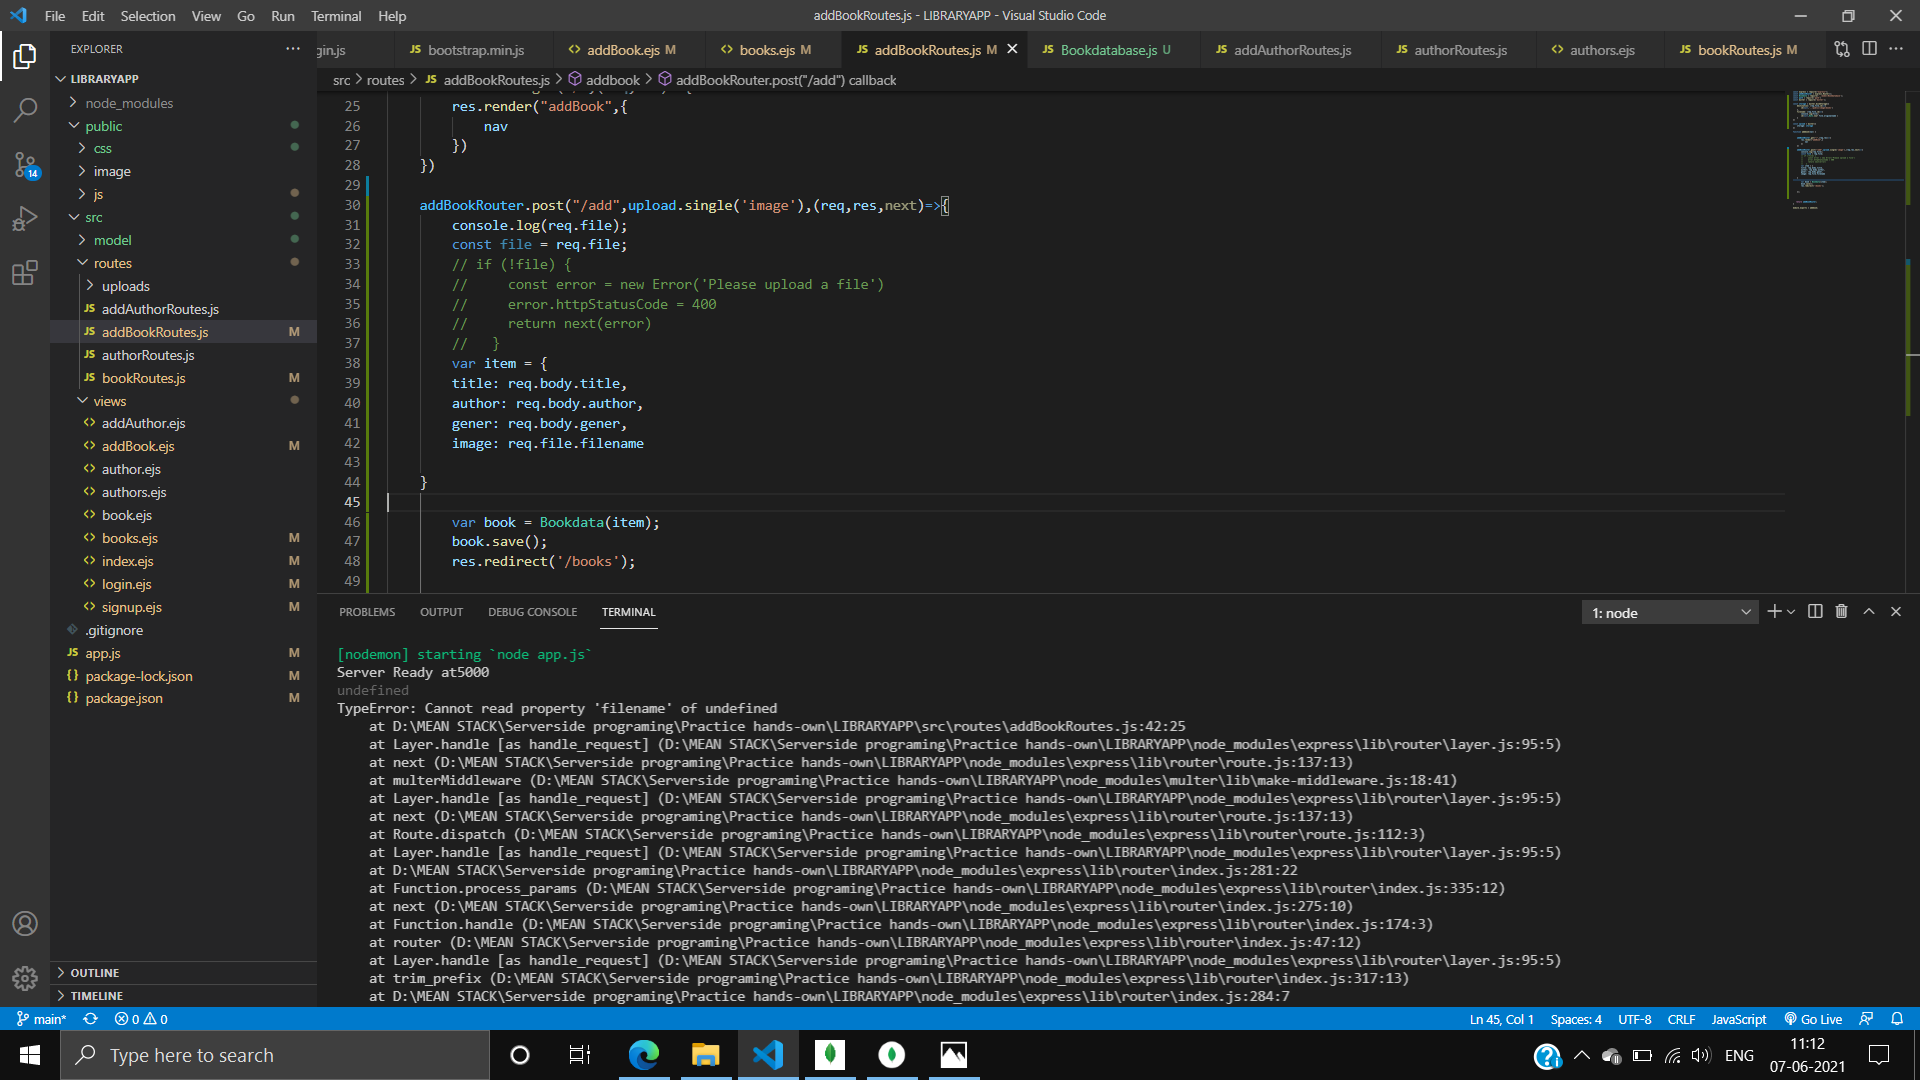 File Edit Selection View Go Run Terminal Help
addBookRoutes.js - LIBRARYAPP - Visual Studio Code
EXPLORER
gin.js
JS bootstrap.min.js
<> addBook.ejs M
<> books.ejs M
JS addBookRoutes.js M
JS Bookdatabase.js U
JS addAuthorRoutes.js
JS authorRoutes.js
<> authors.ejs
JS bookRoutes.js M
LIBRARYAPP
node_modules
public
css
image
js
src
model
routes
uploads
JS addAuthorRoutes.js
JS addBookRoutes.js M
JS authorRoutes.js
JS bookRoutes.js M
views
<> addAuthor.ejs
<> addBook.ejs M
<> author.ejs
<> authors.ejs
<> book.ejs
<> books.ejs M
<> index.ejs M
<> login.ejs M
<> signup.ejs M
.gitignore
JS app.js M
{} package-lock.json M
{} package.json M
OUTLINE
TIMELINE
14
src > routes > JS addBookRoutes.js > addbook > addBookRouter.post("/add") callback
25 res.render("addBook",{
26 nav
27 })
28 })
29
30 addBookRouter.post("/add",upload.single('image'),(req,res,next)=>{
31 console.log(req.file);
32 const file = req.file;
33 // if (!file) {
34 //     const error = new Error('Please upload a file')
35 //     error.httpStatusCode = 400
36 //     return next(error)
37 //   }
38 var item = {
39 title: req.body.title,
40 author: req.body.author,
41 gener: req.body.gener,
42 image: req.file.filename
43
44 }
45
46 var book = Bookdata(item);
47 book.save();
48 res.redirect('/books');
49
PROBLEMS OUTPUT DEBUG CONSOLE TERMINAL
1: node
[nodemon] starting `node app.js`
Server Ready at5000
undefined
TypeError: Cannot read property 'filename' of undefined
    at D:\MEAN STACK\Serverside programing\Practice hands-own\LIBRARYAPP\src\routes\addBookRoutes.js:42:25
    at Layer.handle [as handle_request] (D:\MEAN STACK\Serverside programing\Practice hands-own\LIBRARYAPP\node_modules\express\lib\router\layer.js:95:5)
    at next (D:\MEAN STACK\Serverside programing\Practice hands-own\LIBRARYAPP\node_modules\express\lib\router\route.js:137:13)
    at multerMiddleware (D:\MEAN STACK\Serverside programing\Practice hands-own\LIBRARYAPP\node_modules\multer\lib\make-middleware.js:18:41)
    at Layer.handle [as handle_request] (D:\MEAN STACK\Serverside programing\Practice hands-own\LIBRARYAPP\node_modules\express\lib\router\layer.js:95:5)
    at next (D:\MEAN STACK\Serverside programing\Practice hands-own\LIBRARYAPP\node_modules\express\lib\router\route.js:137:13)
    at Route.dispatch (D:\MEAN STACK\Serverside programing\Practice hands-own\LIBRARYAPP\node_modules\express\lib\router\route.js:112:3)
    at Layer.handle [as handle_request] (D:\MEAN STACK\Serverside programing\Practice hands-own\LIBRARYAPP\node_modules\express\lib\router\layer.js:95:5)
    at D:\MEAN STACK\Serverside programing\Practice hands-own\LIBRARYAPP\node_modules\express\lib\router\index.js:281:22
    at Function.process_params (D:\MEAN STACK\Serverside programing\Practice hands-own\LIBRARYAPP\node_modules\express\lib\router\index.js:335:12)
    at next (D:\MEAN STACK\Serverside programing\Practice hands-own\LIBRARYAPP\node_modules\express\lib\router\index.js:275:10)
    at Function.handle (D:\MEAN STACK\Serverside programing\Practice hands-own\LIBRARYAPP\node_modules\express\lib\router\index.js:174:3)
    at router (D:\MEAN STACK\Serverside programing\Practice hands-own\LIBRARYAPP\node_modules\express\lib\router\index.js:47:12)
    at Layer.handle [as handle_request] (D:\MEAN STACK\Serverside programing\Practice hands-own\LIBRARYAPP\node_modules\express\lib\router\layer.js:95:5)
    at trim_prefix (D:\MEAN STACK\Serverside programing\Practice hands-own\LIBRARYAPP\node_modules\express\lib\router\index.js:317:13)
    at D:\MEAN STACK\Serverside programing\Practice hands-own\LIBRARYAPP\node_modules\express\lib\router\index.js:284:7
main* 0 0
Ln 45, Col 1 Spaces: 4 UTF-8 CRLF JavaScript Go Live
Type here to search
ENG
11:12
07-06-2021